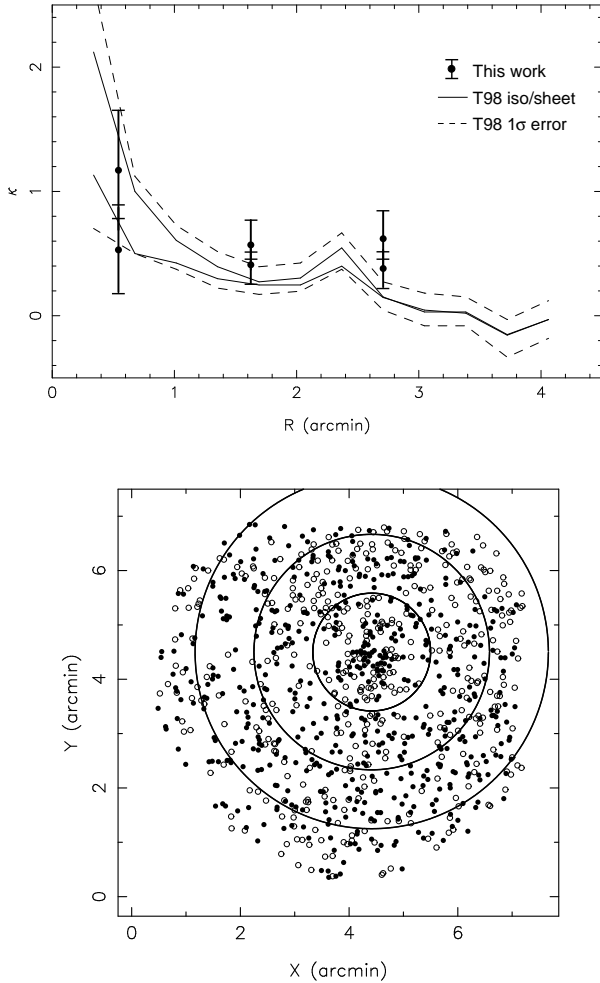 2
1
0
κ
This work
T98 iso/sheet
T98 1σ error
0 1 2 3 4
R (arcmin)
6
4
2
0
Y (arcmin)
0 2 4 6
X (arcmin)